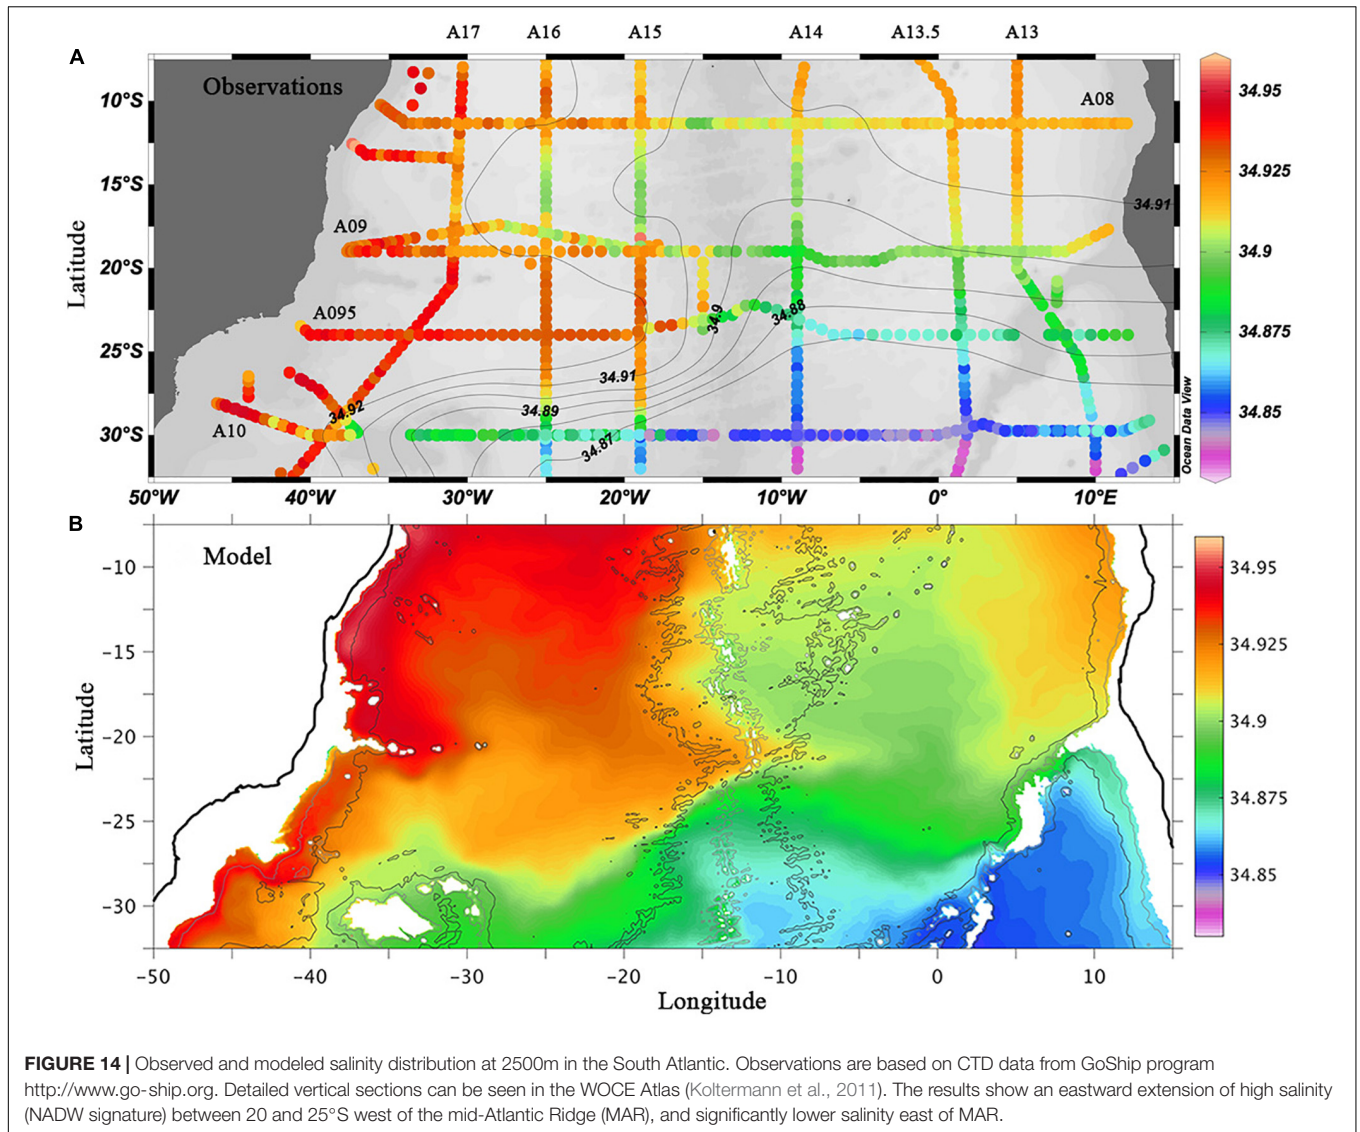 A17 A16 A15 A14 A13.5 A13
A
Observations
A08
A09
A095
A10
34.91
34.9
34.88
34.91
34.92
34.89
34.87
Latitude
10°S
15°S
20°S
25°S
30°S
50°W 40°W 30°W 20°W 10°W 0° 10°E
Ocean Data View
34.95
34.925
34.9
34.875
34.85
B
Model
Latitude
−10
−15
−20
−25
−30
−50 −40 −30 −20 −10 0 10
Longitude
34.95
34.925
34.9
34.875
34.85
FIGURE 14 | Observed and modeled salinity distribution at 2500m in the South Atlantic. Observations are based on CTD data from GoShip program
http://www.go-ship.org. Detailed vertical sections can be seen in the WOCE Atlas (Koltermann et al., 2011). The results show an eastward extension of high salinity
(NADW signature) between 20 and 25°S west of the mid-Atlantic Ridge (MAR), and significantly lower salinity east of MAR.